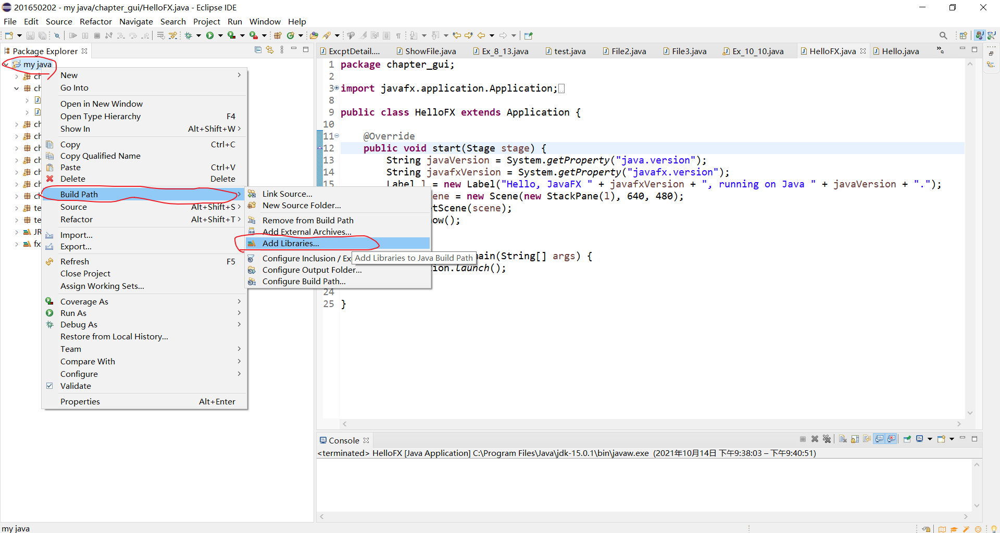 201650202 - my java/chapter_gui/HelloFX.java - Eclipse IDE
File Edit Source Refactor Navigate Search Project Run Window Help
Package Explorer
my java
ch
ch
ch
ch
ch
ch
ch
ch
ch
te
te
JR
fx
New
Go Into
Open in New Window
Open Type Hierarchy F4
Show In Alt+Shift+W
Copy Ctrl+C
Copy Qualified Name
Paste Ctrl+V
Delete Delete
Build Path
Source Alt+Shift+S
Refactor Alt+Shift+T
Import...
Export...
Refresh F5
Close Project
Assign Working Sets...
Coverage As
Run As
Debug As
Restore from Local History...
Team
Compare With
Configure
Validate
Properties Alt+Enter
Link Source...
New Source Folder...
Remove from Build Path
Add External Archives...
Add Libraries...
Configure Inclusion / Ex
Configure Output Folder...
Configure Build Path...
Add Libraries to Java Build Path
ExcptDetail.... ShowFile.java Ex_8_13.java test.java File2.java File3.java Ex_10_10.java HelloFX.java Hello.java
1 package chapter_gui;
2
3 import javafx.application.Application;
8
9 public class HelloFX extends Application {
10
11 @Override
12 public void start(Stage stage) {
13 String javaVersion = System.getProperty("java.version");
14 String javafxVersion = System.getProperty("javafx.version");
15 Label l = new Label("Hello, JavaFX " + javafxVersion + ", running on Java " + javaVersion + ".");
ene = new Scene(new StackPane(l), 640, 480);
tScene(scene);
ow();
ain(String[] args) {
ion.launch();
24
25 }
Console
<terminated> HelloFX [Java Application] C:\Program Files\Java\jdk-15.0.1\bin\javaw.exe (2021年10月14日 下午9:38:03 – 下午9:40:51)
my java